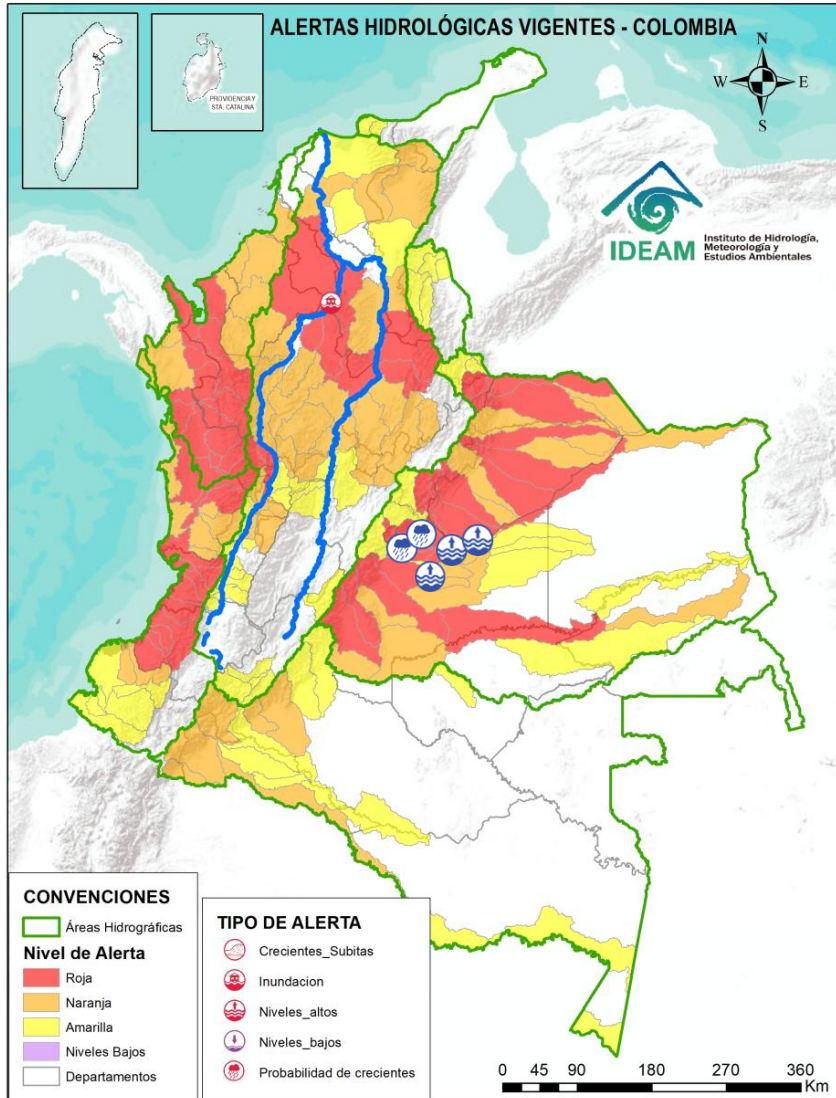 ALERTAS HIDROLÓGICAS VIGENTES - COLOMBIA
PROVIDENCIA Y
STA. CATALINA
N
W
E
S
IDEAM
Instituto de Hidrología,
Meteorología y
Estudios Ambientales
CONVENCIONES
Áreas Hidrográficas
Nivel de Alerta
Roja
Naranja
Amarilla
Niveles Bajos
Departamentos
TIPO DE ALERTA
Crecientes_Subitas
Inundacion
Niveles_altos
Niveles_bajos
Probabilidad de crecientes
0 45 90 180 270 360
Km